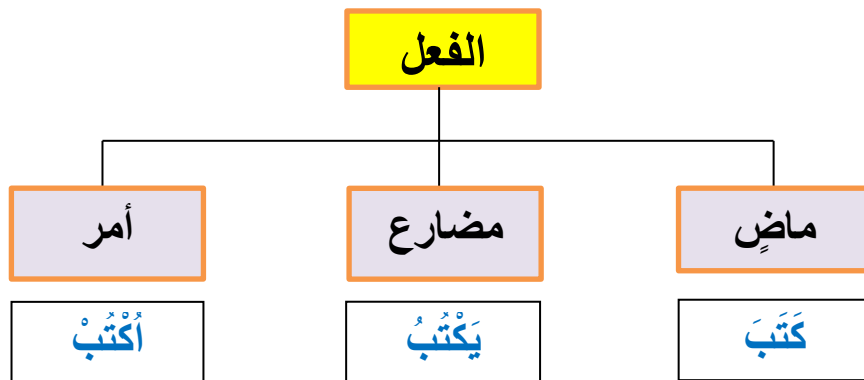 الفعل
ماضٍ
مضارع
أمر
كَتَبَ
يَكْتُبُ
اُكْتُبْ